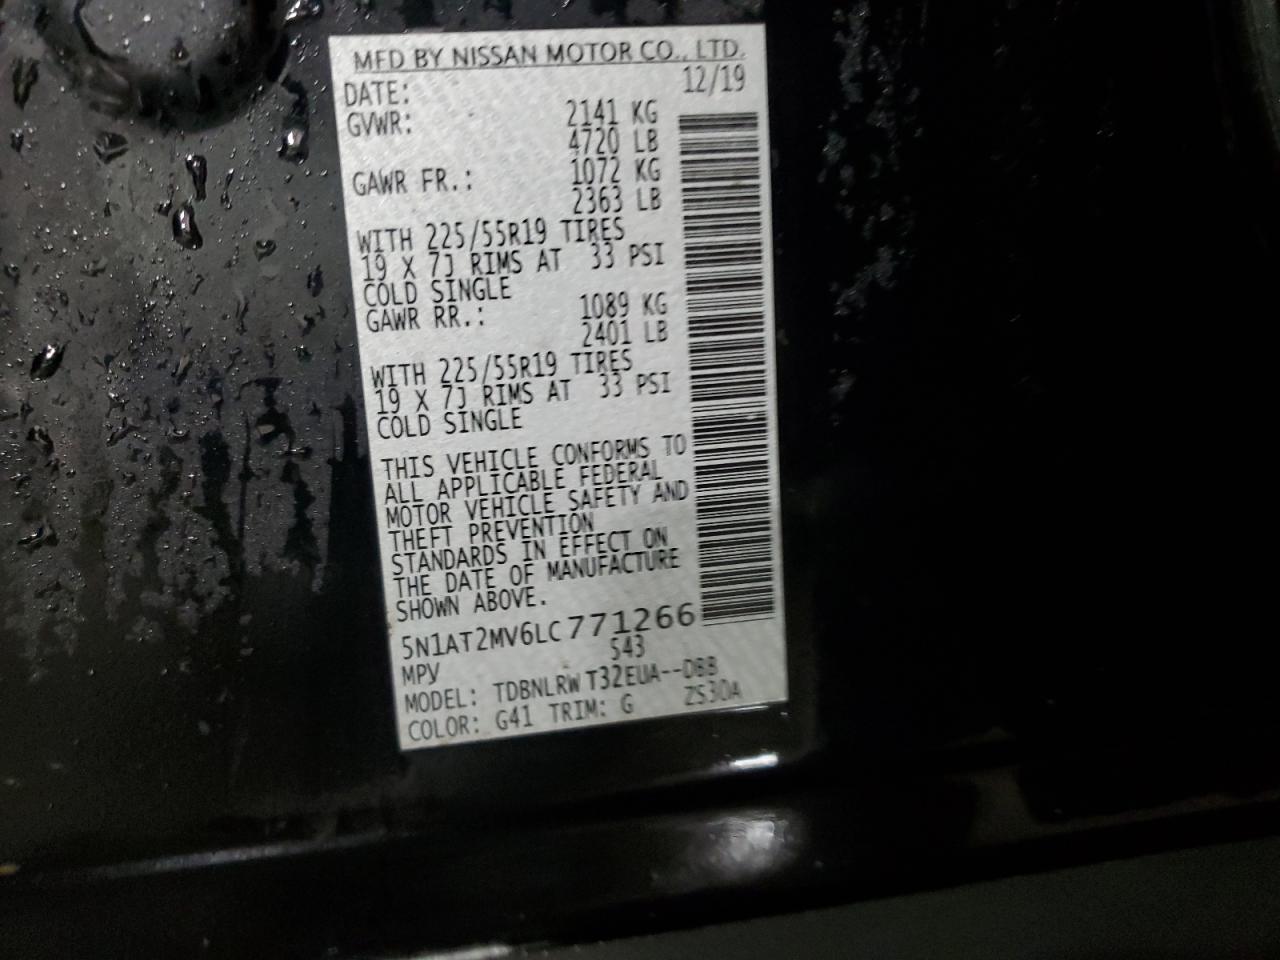 MFD BY NISSAN MOTOR CO., LTD.
DATE: 12/19
GVWR: 2141 KG
4720 LB
GAWR FR.: 1072 KG
2363 LB
WITH 225/55R19 TIRES
19 X 7J RIMS AT 33 PSI
COLD SINGLE
GAWR RR.: 1089 KG
2401 LB
WITH 225/55R19 TIRES
19 X 7J RIMS AT 33 PSI
COLD SINGLE
THIS VEHICLE CONFORMS TO
ALL APPLICABLE FEDERAL
MOTOR VEHICLE SAFETY AND
THEFT PREVENTION
STANDARDS IN EFFECT ON
THE DATE OF MANUFACTURE
SHOWN ABOVE.
5N1AT2MV6LC771266
MPV 543
MODEL: TDBNLRW T32EUA--DBB
COLOR: G41 TRIM: G ZS30A